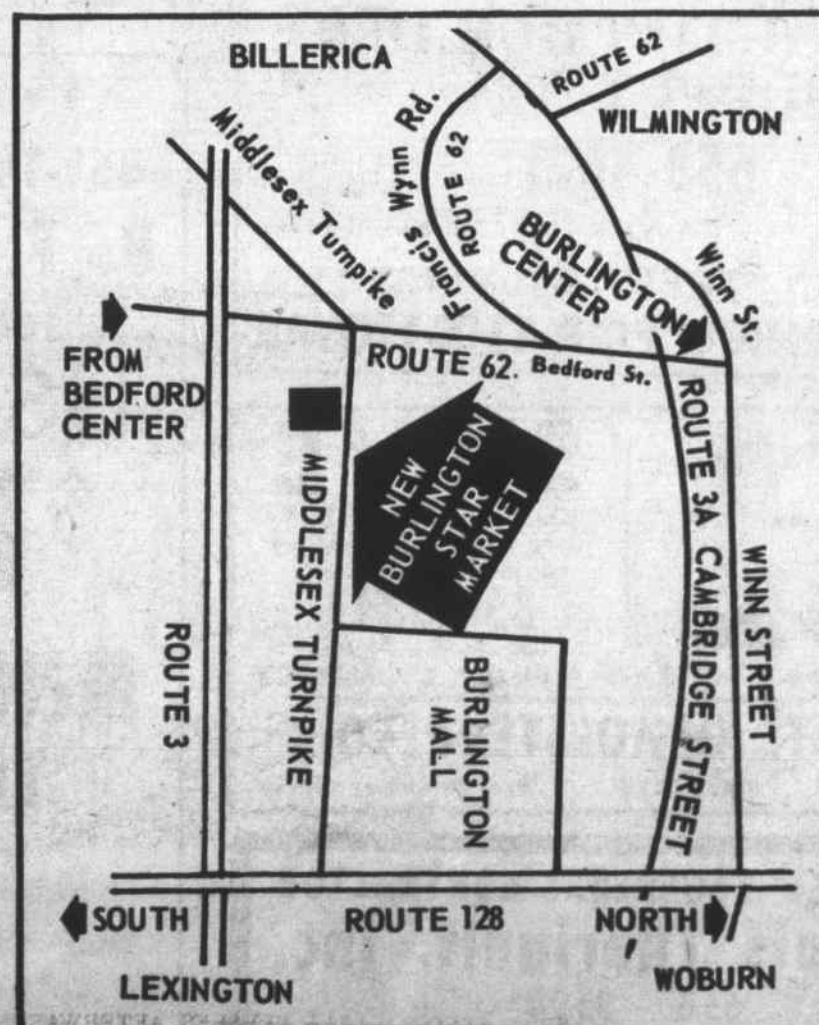 BILLERICA
ROUTE 62
WILMINGTON
Middlesex Turnpike
Francis Wynn Rd.
ROUTE 62
BURLINGTON
CENTER
Winn St.
FROM
BEDFORD
CENTER
ROUTE 62.
Bedford St.
NEW
BURLINGTON
STAR
MARKET
ROUTE 3
MIDDLESEX TURNPIKE
BURLINGTON
MALL
ROUTE 3A CAMBRIDGE STREET
WINN STREET
SOUTH
ROUTE 128
NORTH
LEXINGTON
WOBURN